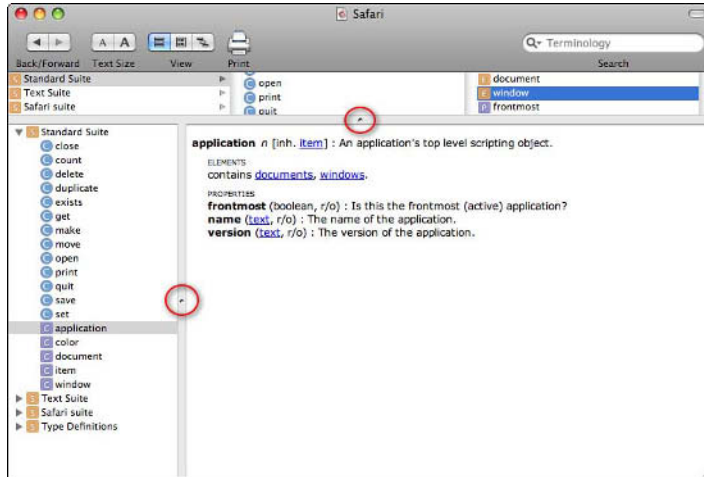 Safari
A A
Terminology
Back/Forward Text Size View Print Search
Standard Suite
Text Suite
Safari suite
open
print
quit
document
window
frontmost
Standard Suite
close
count
delete
duplicate
exists
get
make
move
open
print
quit
save
set
application
color
document
item
window
Text Suite
Safari suite
Type Definitions
application n [inh. item] : An application's top level scripting object.
ELEMENTS
contains documents, windows.
PROPERTIES
frontmost (boolean, r/o) : Is this the frontmost (active) application?
name (text, r/o) : The name of the application.
version (text, r/o) : The version of the application.